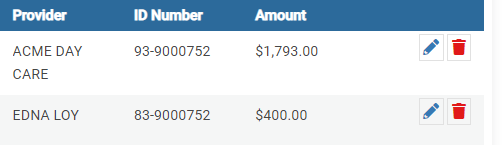 Provider ID Number Amount
ACME DAY CARE 93-9000752 $1,793.00
EDNA LOY 83-9000752 $400.00